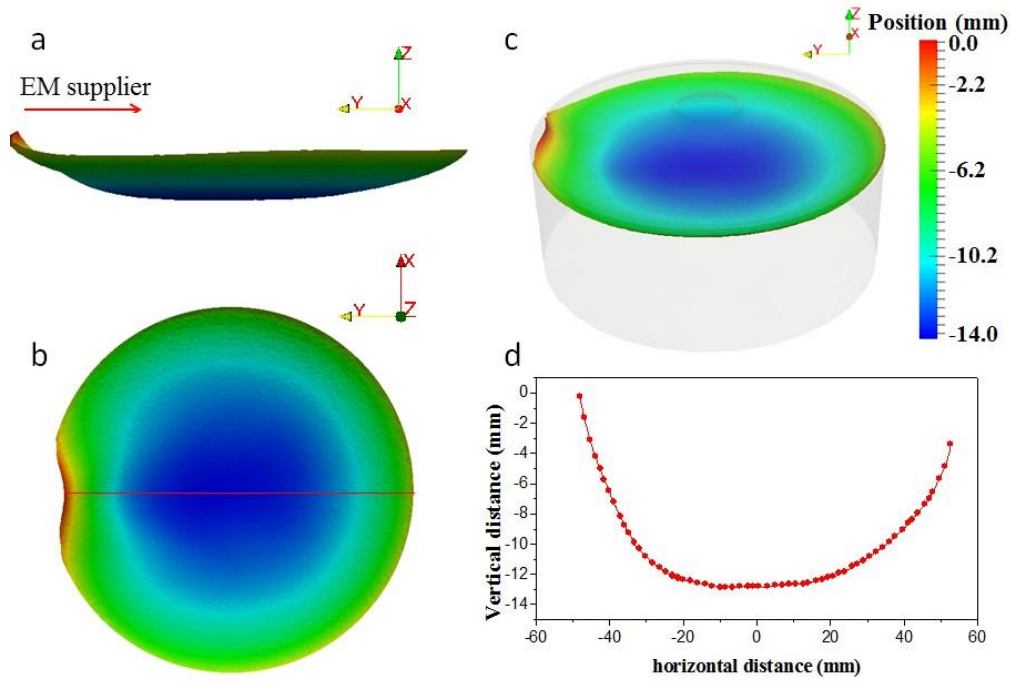 a
EM supplier
Z
Y
X
b
X
Y
Z
c
Z
X
Y
Position (mm)
0.0
-2.2
-6.2
-10.2
-14.0
d
Vertical distance (mm)
0
-2
-4
-6
-8
-10
-12
-14
-60 -40 -20 0 20 40 60
horizontal distance (mm)